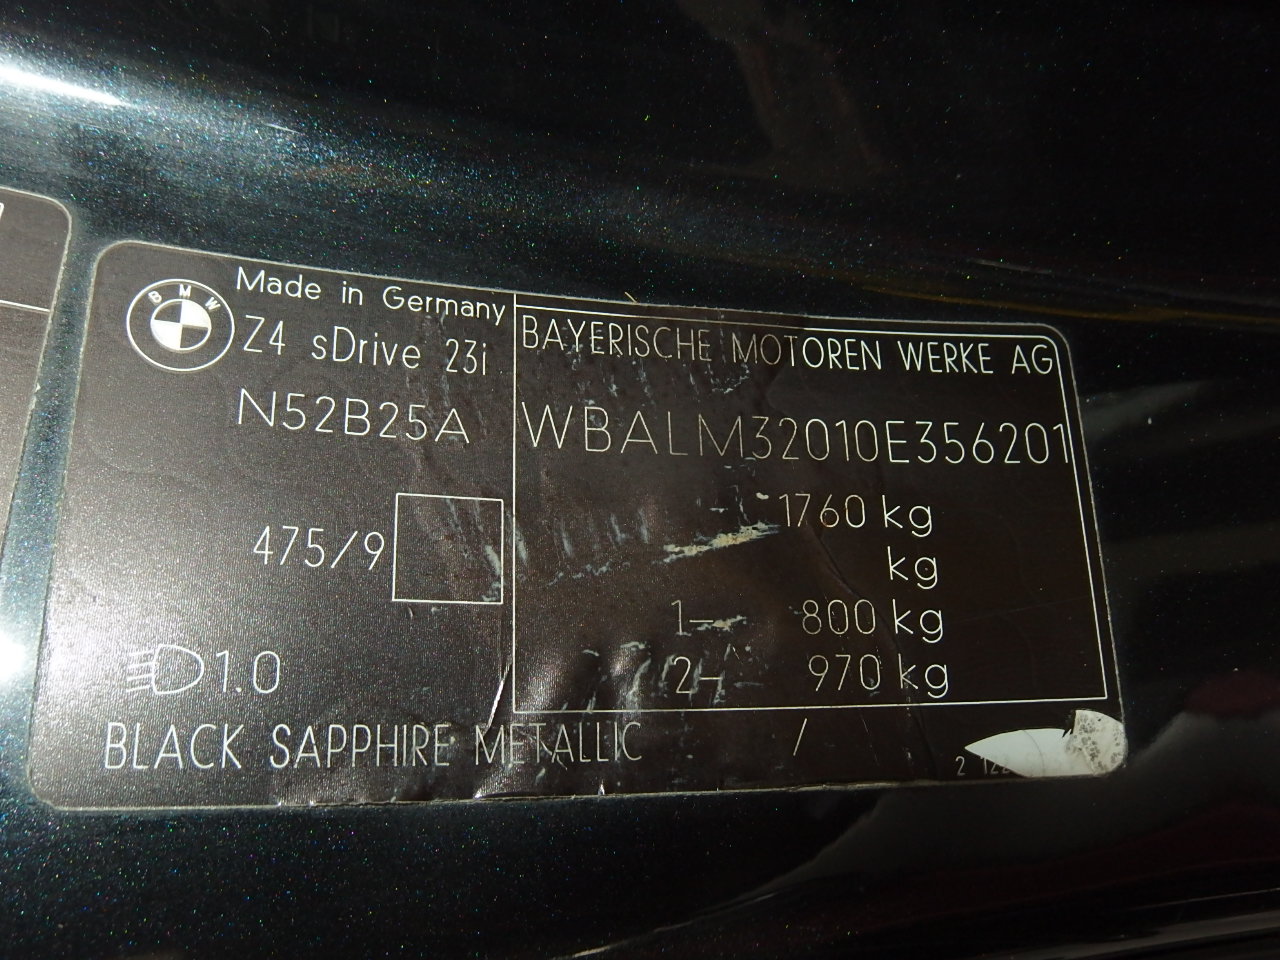 BMW
Made in Germany
Z4 sDrive 23i
N52B25A
475/9
1.0
BAYERISCHE MOTOREN WERKE AG
WBALM32010E356201
1760 kg
kg
1- 800 kg
2- 970 kg
BLACK SAPPHIRE METALLIC /
2